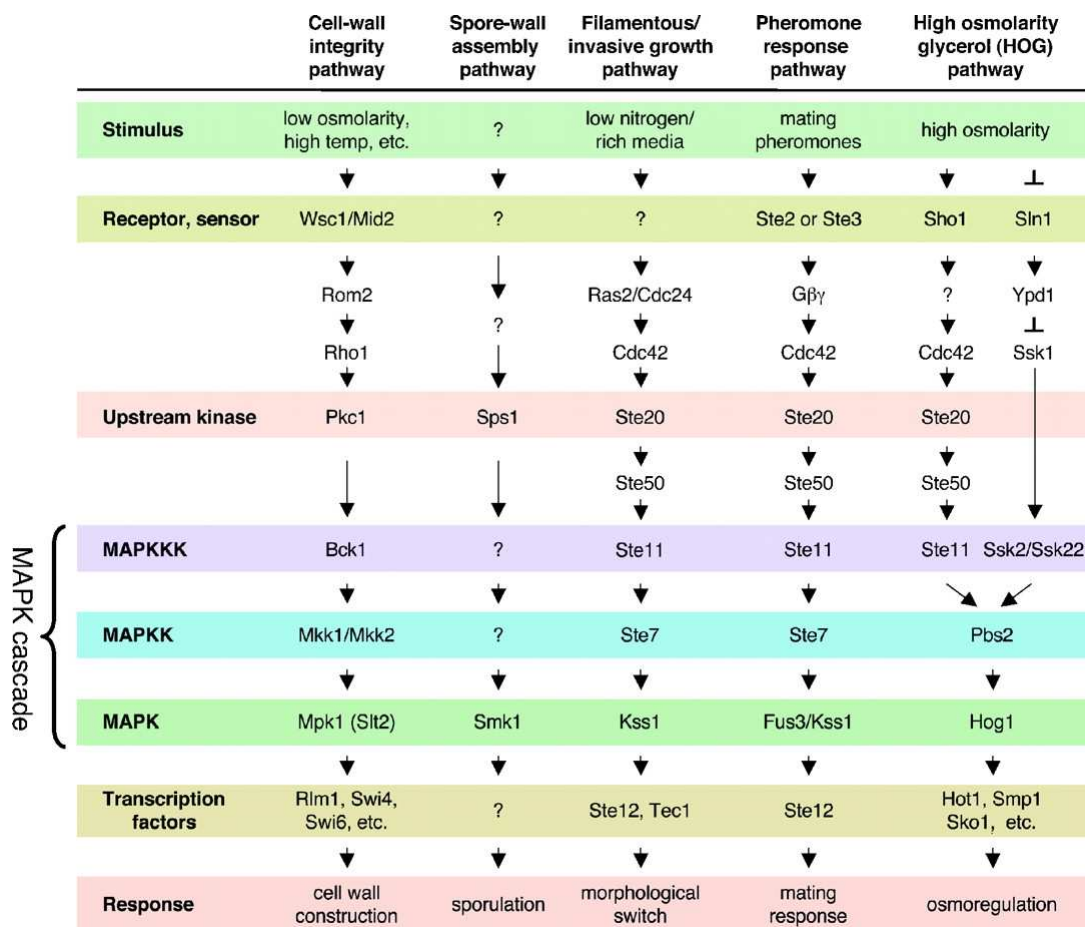 Cell-wall integrity pathway
Spore-wall assembly pathway
Filamentous/ invasive growth pathway
Pheromone response pathway
High osmolarity glycerol (HOG) pathway
Stimulus
low osmolarity, high temp, etc.
?
low nitrogen/ rich media
mating pheromones
high osmolarity
Receptor, sensor
Wsc1/Mid2
?
?
Ste2 or Ste3
Sho1
Sln1
Rom2
Ras2/Cdc24
Gβγ
?
Ypd1
?
Rho1
Cdc42
Cdc42
Cdc42
Ssk1
Upstream kinase
Pkc1
Sps1
Ste20
Ste20
Ste20
Ste50
Ste50
Ste50
MAPK cascade
MAPKKK
Bck1
?
Ste11
Ste11
Ste11
Ssk2/Ssk22
MAPKK
Mkk1/Mkk2
?
Ste7
Ste7
Pbs2
MAPK
Mpk1 (Slt2)
Smk1
Kss1
Fus3/Kss1
Hog1
Transcription factors
Rlm1, Swi4, Swi6, etc.
?
Ste12, Tec1
Ste12
Hot1, Smp1 Sko1, etc.
Response
cell wall construction
sporulation
morphological switch
mating response
osmoregulation